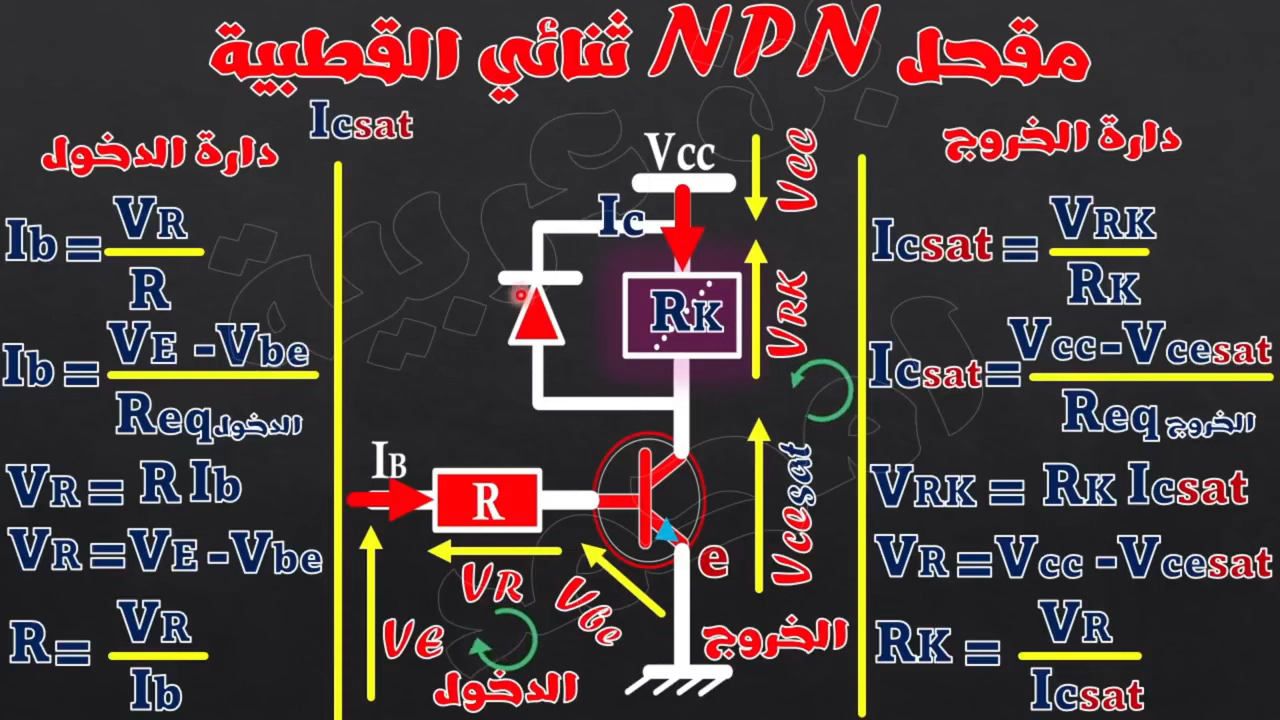 مقحل NPN ثنائي القطبية
Icsat
دارة الدخول
Ib = VR / R
Ib = VE - Vbe / Req الدخول
VR = R Ib
VR = VE - Vbe
R = VR / Ib
Vcc
Vcc
Ic
RK
VRK
IB
R
Vcesat
e
VR
Vbe
VE
الدخول
الخروج
دارة الخروج
Icsat = VRK / RK
Icsat = Vcc - Vcesat / Req الخروج
VRK = RK Icsat
VR = Vcc - Vcesat
RK = VR / Icsat